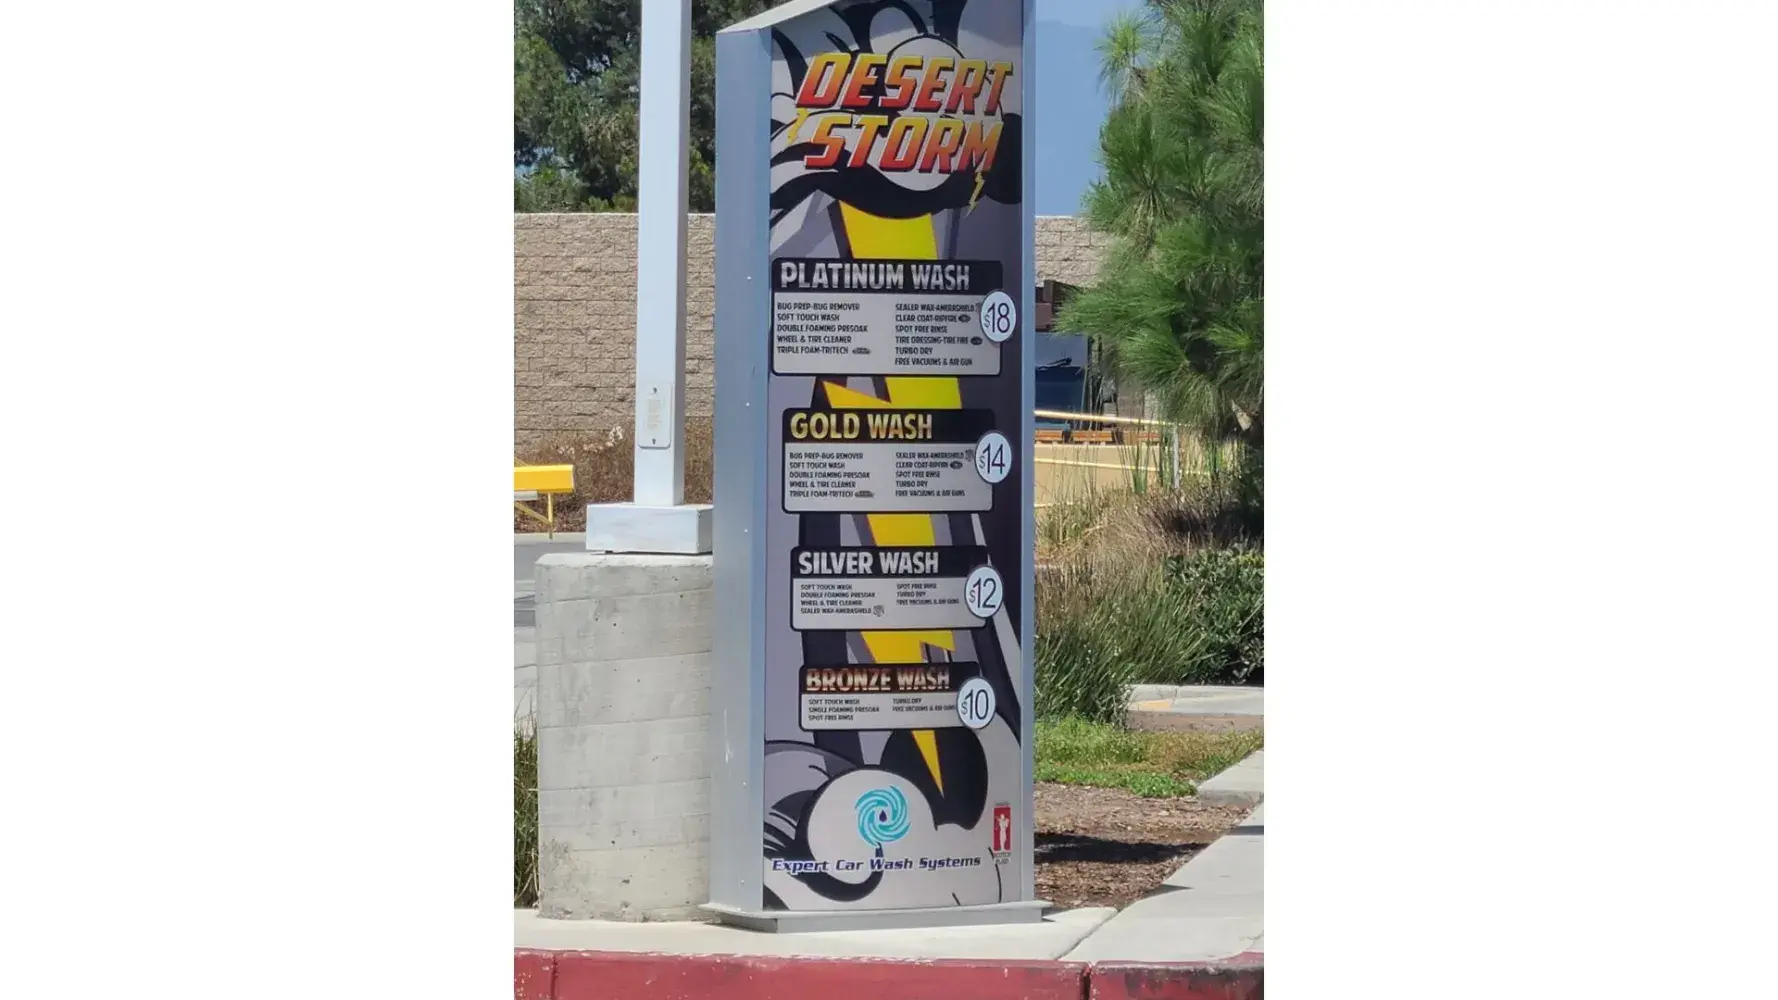 DESERT
STORM
PLATINUM WASH
$18
BUG PREP-BUG REMOVER
SOFT TOUCH WASH
DOUBLE FOAMING PRESOAK
WHEEL & TIRE CLEANER
TRIPLE FOAM-TRITECH
SEALER WAX-AMERASHIELD
CLEAR COAT-RIPFIRE
SPOT FREE RINSE
TIRE DRESSING-TIRE FIRE
TURBO DRY
FREE VACUUMS & AIR GUN
GOLD WASH
$14
BUG PREP-BUG REMOVER
SOFT TOUCH WASH
DOUBLE FOAMING PRESOAK
WHEEL & TIRE CLEANER
TRIPLE FOAM-TRITECH
SEALER WAX-AMERASHIELD
CLEAR COAT-RIPFIRE
SPOT FREE RINSE
TURBO DRY
FREE VACUUMS & AIR GUNS
SILVER WASH
$12
SOFT TOUCH WASH
DOUBLE FOAMING PRESOAK
WHEEL & TIRE CLEANER
SEALER WAX-AMERASHIELD
SPOT FREE RINSE
TURBO DRY
FREE VACUUMS & AIR GUNS
BRONZE WASH
$10
SOFT TOUCH WASH
SINGLE FOAMING PRESOAK
SPOT FREE RINSE
TURBO DRY
FREE VACUUMS & AIR GUNS
Expert Car Wash Systems